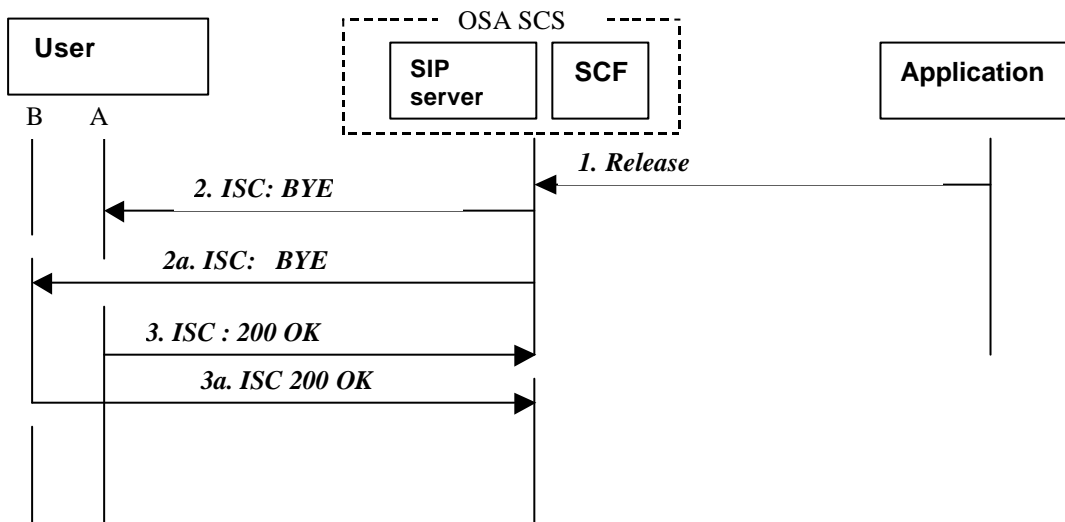 OSA SCS
User
SIP
server
SCF
Application
B A
1. Release
2. ISC: BYE
2a. ISC: BYE
3. ISC : 200 OK
3a. ISC 200 OK